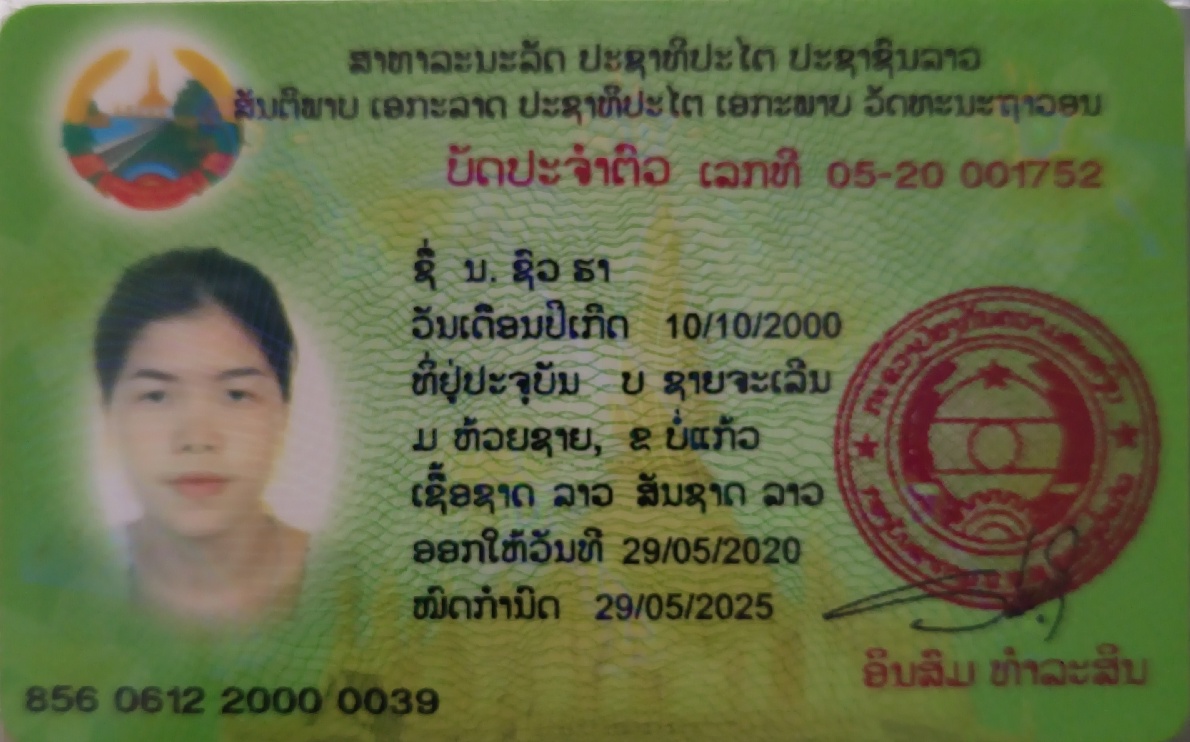 ສາທາລະນະລັດ ປະຊາທິປະໄຕ ປະຊາຊົນລາວ
ສັນຕິພາບ ເອກະລາດ ປະຊາທິປະໄຕ ເອກະພາບ ວັດທະນະຖາວອນ
ບັດປະຈຳຕົວ ເລກທີ 05-20 001752
ຊື່ ນ. ຊົວ ຮາ
ວັນເດືອນປີເກີດ 10/10/2000
ທີ່ຢູ່ປະຈຸບັນ ບ ຊາຍຈະເລີນ
ມ ຫ້ວຍຊາຍ, ຂ ບໍ່ແກ້ວ
ເຊື້ອຊາດ ລາວ ສັນຊາດ ລາວ
ອອກໃຫ້ວັນທີ 29/05/2020
ໝົດກຳນົດ 29/05/2025
ອິນສົມ ທຳລະສິນ
856 0612 2000 0039